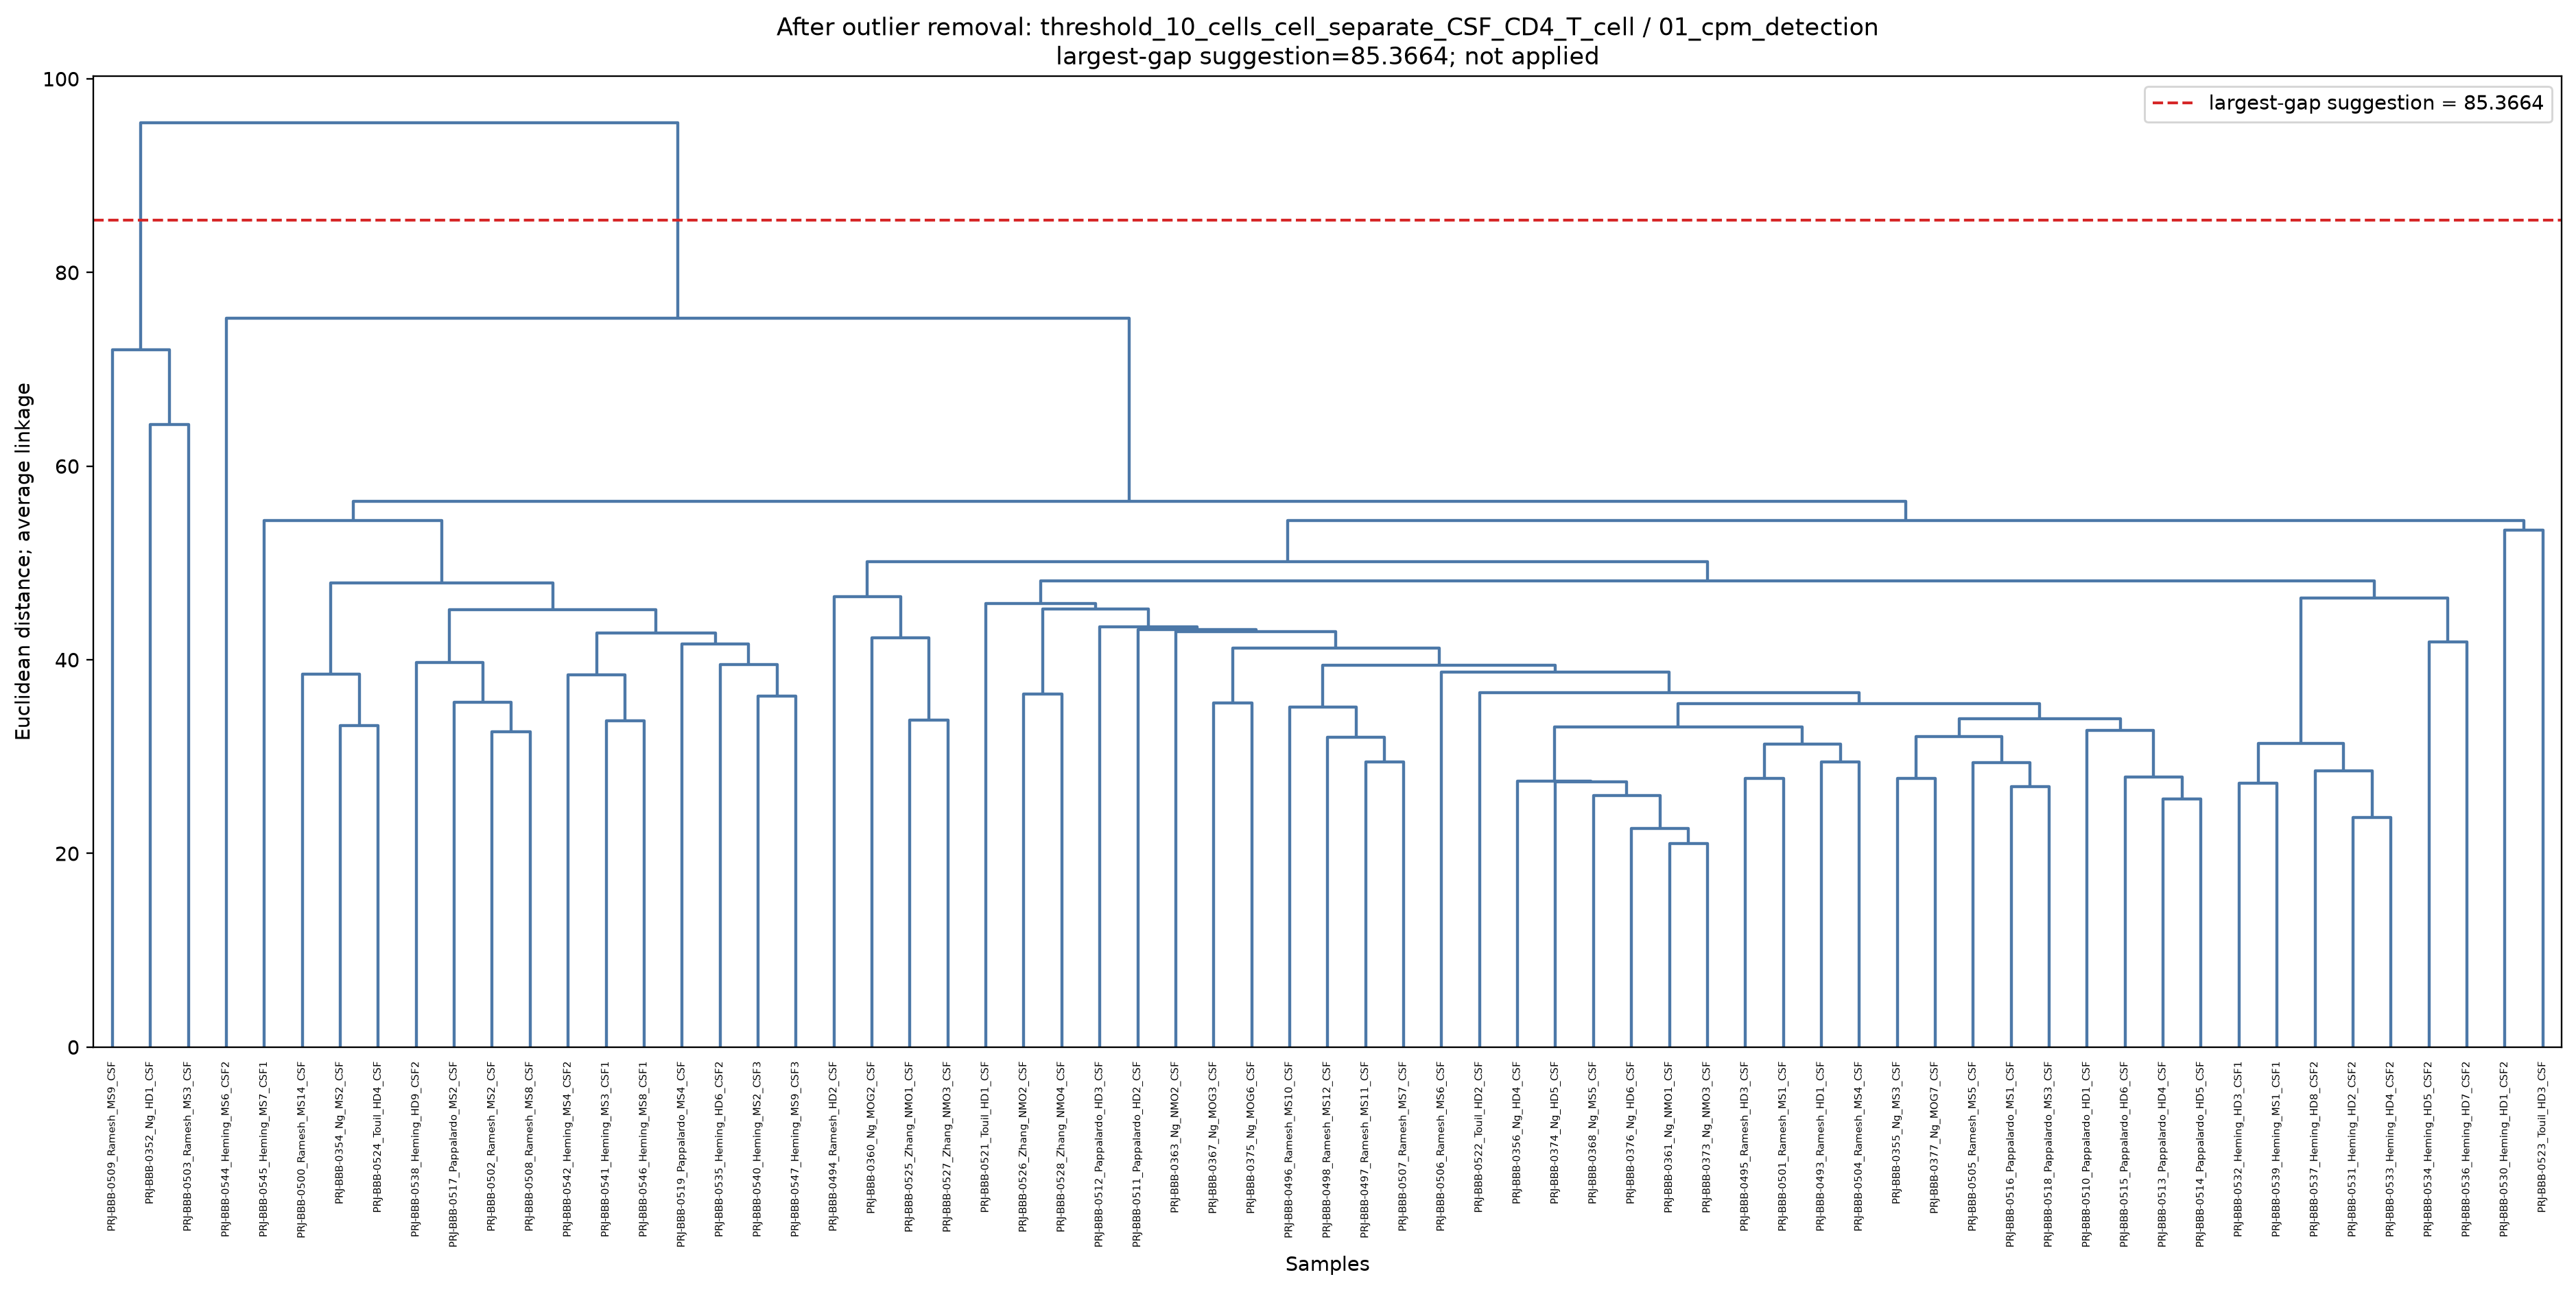 After outlier removal: threshold_10_cells_cell_separate_CSF_CD4_T_cell / 01_cpm_detection
largest-gap suggestion=85.3664; not applied
largest-gap suggestion = 85.3664
Euclidean distance; average linkage
100
80
60
40
20
0
PRJ-BBB-0509_Ramesh_MS9_CSF
PRJ-BBB-0352_Ng_HD1_CSF
PRJ-BBB-0503_Ramesh_MS3_CSF
PRJ-BBB-0544_Heming_MS6_CSF2
PRJ-BBB-0545_Heming_MS7_CSF1
PRJ-BBB-0500_Ramesh_MS14_CSF
PRJ-BBB-0354_Ng_MS2_CSF
PRJ-BBB-0524_Touil_HD4_CSF
PRJ-BBB-0538_Heming_HD9_CSF2
PRJ-BBB-0517_Pappalardo_MS2_CSF
PRJ-BBB-0502_Ramesh_MS2_CSF
PRJ-BBB-0508_Ramesh_MS8_CSF
PRJ-BBB-0542_Heming_MS4_CSF2
PRJ-BBB-0541_Heming_MS3_CSF1
PRJ-BBB-0546_Heming_MS8_CSF1
PRJ-BBB-0519_Pappalardo_MS4_CSF
PRJ-BBB-0535_Heming_HD6_CSF2
PRJ-BBB-0540_Heming_MS2_CSF3
PRJ-BBB-0547_Heming_MS9_CSF3
PRJ-BBB-0494_Ramesh_HD2_CSF
PRJ-BBB-0360_Ng_MOG2_CSF
PRJ-BBB-0525_Zhang_NMO1_CSF
PRJ-BBB-0527_Zhang_NMO3_CSF
PRJ-BBB-0521_Touil_HD1_CSF
PRJ-BBB-0526_Zhang_NMO2_CSF
PRJ-BBB-0528_Zhang_NMO4_CSF
PRJ-BBB-0512_Pappalardo_HD3_CSF
PRJ-BBB-0511_Pappalardo_HD2_CSF
PRJ-BBB-0363_Ng_NMO2_CSF
PRJ-BBB-0367_Ng_MOG3_CSF
PRJ-BBB-0375_Ng_MOG6_CSF
PRJ-BBB-0496_Ramesh_MS10_CSF
PRJ-BBB-0498_Ramesh_MS12_CSF
PRJ-BBB-0497_Ramesh_MS11_CSF
PRJ-BBB-0507_Ramesh_MS7_CSF
PRJ-BBB-0506_Ramesh_MS6_CSF
PRJ-BBB-0522_Touil_HD2_CSF
PRJ-BBB-0356_Ng_HD4_CSF
PRJ-BBB-0374_Ng_HD5_CSF
PRJ-BBB-0368_Ng_MS5_CSF
PRJ-BBB-0376_Ng_HD6_CSF
PRJ-BBB-0361_Ng_NMO1_CSF
PRJ-BBB-0373_Ng_NMO3_CSF
PRJ-BBB-0495_Ramesh_HD3_CSF
PRJ-BBB-0501_Ramesh_MS1_CSF
PRJ-BBB-0493_Ramesh_HD1_CSF
PRJ-BBB-0504_Ramesh_MS4_CSF
PRJ-BBB-0355_Ng_MS3_CSF
PRJ-BBB-0377_Ng_MOG7_CSF
PRJ-BBB-0505_Ramesh_MS5_CSF
PRJ-BBB-0516_Pappalardo_MS1_CSF
PRJ-BBB-0518_Pappalardo_MS3_CSF
PRJ-BBB-0510_Pappalardo_HD1_CSF
PRJ-BBB-0515_Pappalardo_HD6_CSF
PRJ-BBB-0513_Pappalardo_HD4_CSF
PRJ-BBB-0514_Pappalardo_HD5_CSF
PRJ-BBB-0532_Heming_HD3_CSF1
PRJ-BBB-0539_Heming_MS1_CSF1
PRJ-BBB-0537_Heming_HD8_CSF2
PRJ-BBB-0531_Heming_HD2_CSF2
PRJ-BBB-0533_Heming_HD4_CSF2
PRJ-BBB-0534_Heming_HD5_CSF2
PRJ-BBB-0536_Heming_HD7_CSF2
PRJ-BBB-0530_Heming_HD1_CSF2
PRJ-BBB-0523_Touil_HD3_CSF
Samples